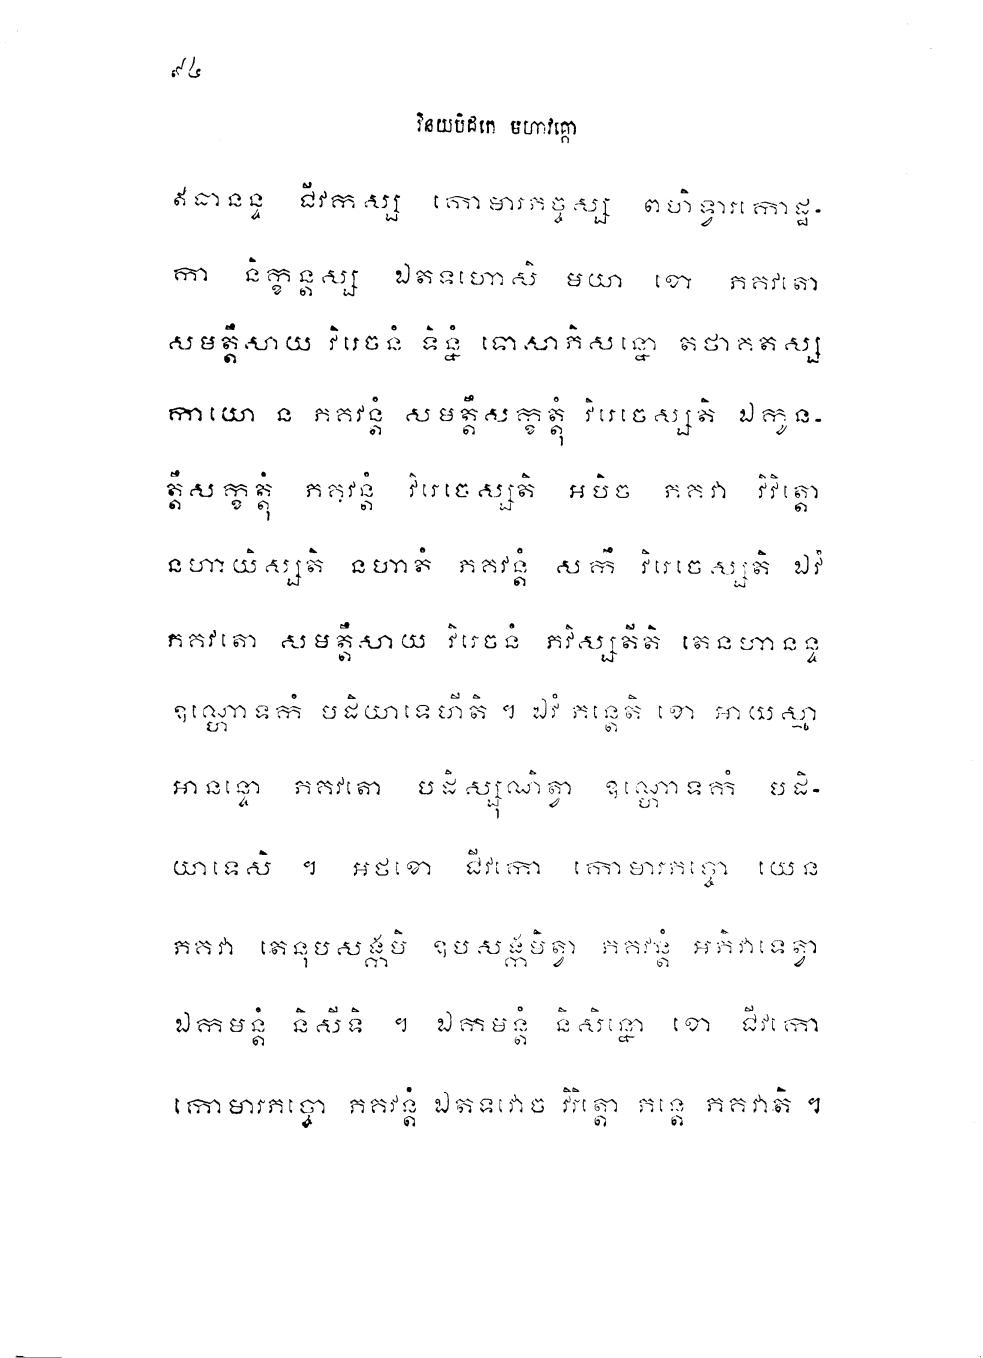 ៩៤
វិនយបិដកេ មហាវគ្គោ
ឥធានន្ទ ជីវកស្ស កោមារភច្ចស្ស ពហិទ្វារកោដ្ឋ-
កា និក្ខន្តស្ស ឯតទហោសិ មយា ខោ ភគវតោ
សមត្តឹសាយ វិរេចនំ ទិន្នំ ទោសាភិសន្នោ តថាគតស្ស
កាយោ ន ភគវន្តំ សមត្តឹសក្ខត្តុំ វិរេចេស្សតិ ឯកូន-
ត្តឹសក្ខត្តុំ ភគវន្តំ វិរេចេស្សតិ អបិច ភគវា វិរិត្តោ
នហាយិស្សតិ នហាតំ ភគវន្តំ សកឹ វិរេចេស្សតិ ឯវំ
ភគវតោ សមត្តឹសាយ វិរេចនំ ភវិស្សតីតិ តេនហានន្ទ
ឧណ្ហោទកំ បដិយាទេហីតិ ។ ឯវំ ភន្តេតិ ខោ អាយស្មា
អានន្ទោ ភគវតោ បដិស្សុណិត្វា ឧណ្ហោទកំ បដិ-
យាទេសិ ។ អថខោ ជីវកោ កោមារភច្ចោ យេន
ភគវា តេនុបសង្កមិ ឧបសង្កមិត្វា ភគវន្តំ អភិវាទេត្វា
ឯកមន្តំ និសីទិ ។ ឯកមន្តំ និសិន្នោ ខោ ជីវកោ
កោមារភច្ចោ ភគវន្តំ ឯតទវោច វិរិត្តោ ភន្តេ ភគវាតិ ។